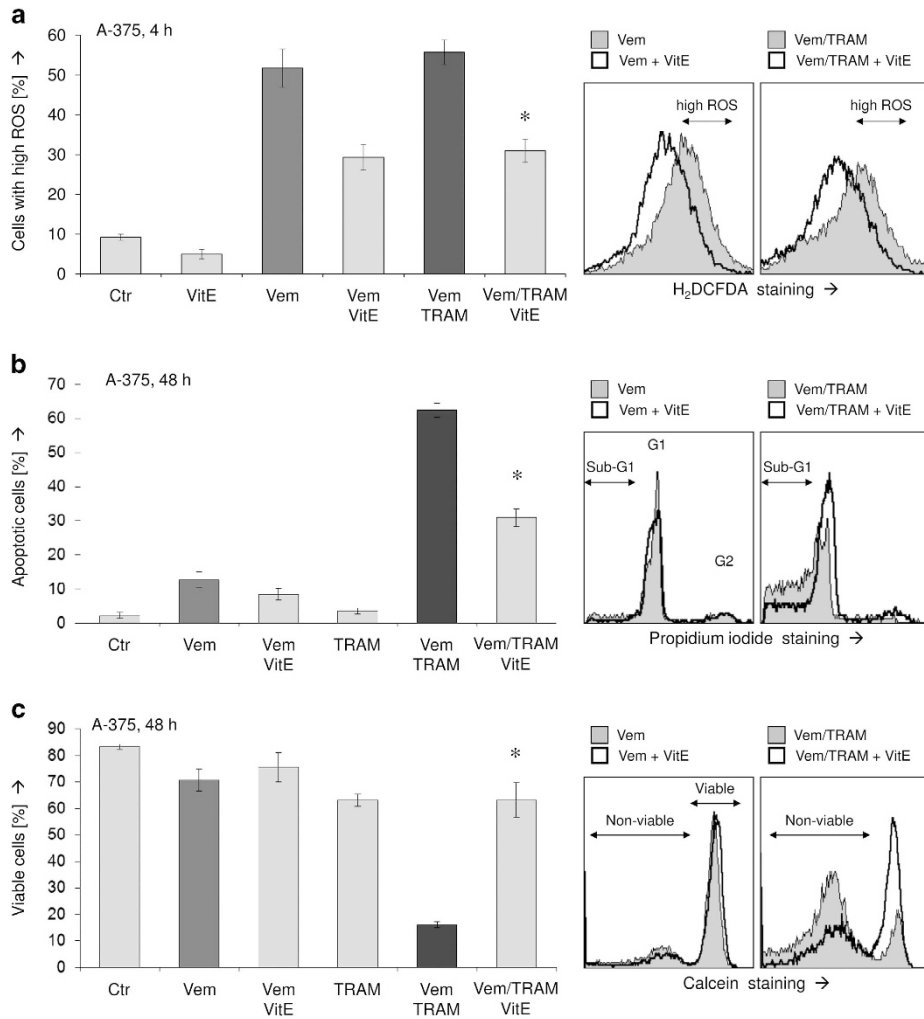 a
A-375, 4 h
Cells with high ROS [%] →
60
50
40
30
20
10
0
Ctr
VitE
Vem
Vem
VitE
Vem
TRAM
Vem/TRAM
VitE
*
Vem
Vem + VitE
Vem/TRAM
Vem/TRAM + VitE
high ROS
high ROS
H₂DCFDA staining →
b
A-375, 48 h
Apoptotic cells [%] →
70
60
50
40
30
20
10
0
Ctr
Vem
Vem
VitE
TRAM
Vem
TRAM
Vem/TRAM
VitE
*
Vem
Vem + VitE
Vem/TRAM
Vem/TRAM + VitE
Sub-G1
G1
G2
Sub-G1
Propidium iodide staining →
c
A-375, 48 h
Viable cells [%] →
90
80
70
60
50
40
30
20
10
0
Ctr
Vem
Vem
VitE
TRAM
Vem
TRAM
Vem/TRAM
VitE
*
Vem
Vem + VitE
Vem/TRAM
Vem/TRAM + VitE
Viable
Non-viable
Non-viable
Calcein staining →